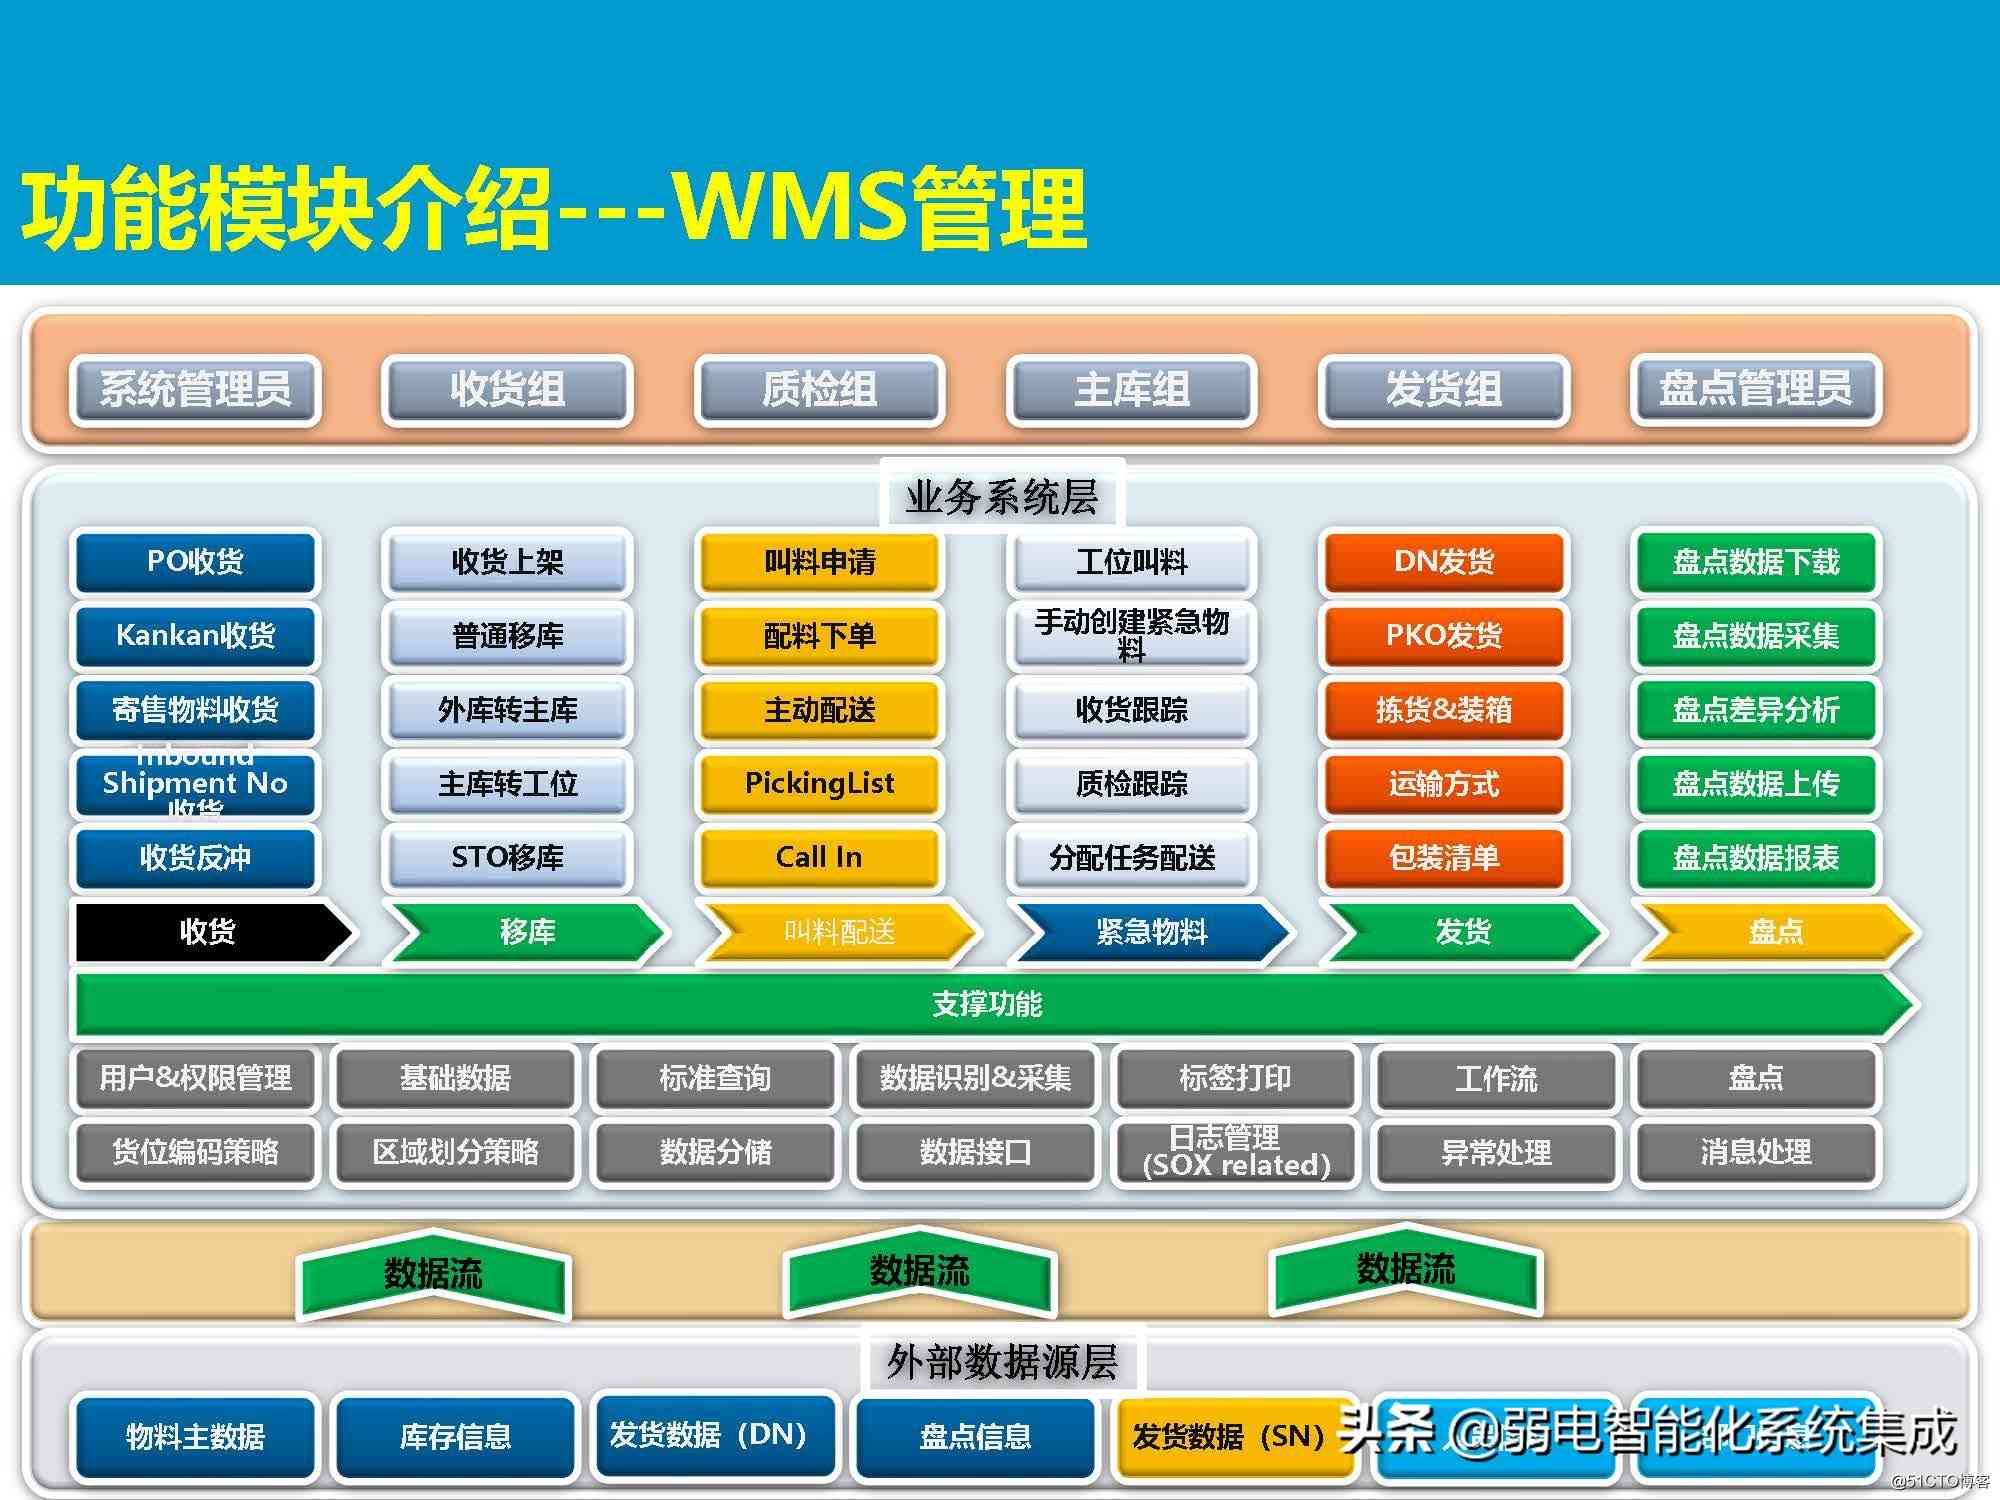 功能模块介绍---WMS管理
系统管理员 收货组 质检组 主库组 发货组 盘点管理员
业务系统层
PO收货 收货上架 叫料申请 工位叫料 DN发货 盘点数据下载
Kankan收货 普通移库 配料下单 手动创建紧急物
料 PKO发货 盘点数据采集
寄售物料收货 外库转主库 主动配送 收货跟踪 拣货&装箱 盘点差异分析
Inbound
Shipment No
收货 主库转工位 PickingList 质检跟踪 运输方式 盘点数据上传
收货反冲 STO移库 Call In 分配任务配送 包装清单 盘点数据报表
收货 移库 叫料配送 紧急物料 发货 盘点
支撑功能
用户&权限管理 基础数据 标准查询 数据识别&采集 标签打印 工作流 盘点
货位编码策略 区域划分策略 数据分储 数据接口 日志管理
(SOX related) 异常处理 消息处理
数据流 数据流 数据流
外部数据源层
物料主数据 库存信息 发货数据（DN） 盘点信息 发货数据（SN）
头条 @弱电智能化系统集成
@51CTO博客